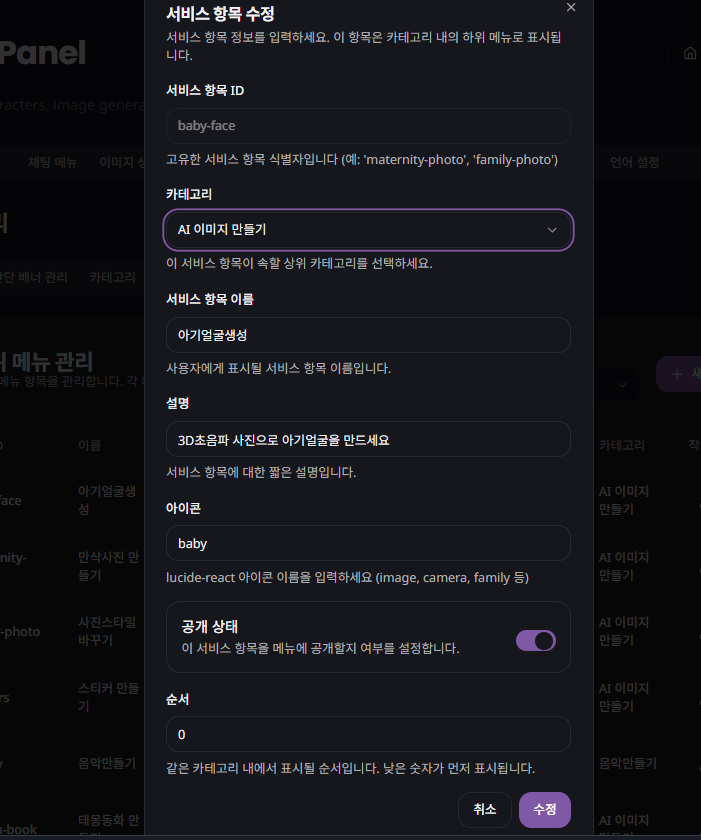 서비스 항목 수정
서비스 항목 정보를 입력하세요. 이 항목은 카테고리 내의 하위 메뉴로 표시됩
니다.
서비스 항목 ID
baby-face
고유한 서비스 항목 식별자입니다 (예: 'maternity-photo', 'family-photo')
카테고리
AI 이미지 만들기
이 서비스 항목이 속할 상위 카테고리를 선택하세요.
서비스 항목 이름
아기얼굴생성
사용자에게 표시될 서비스 항목 이름입니다.
설명
3D초음파 사진으로 아기얼굴을 만드세요
서비스 항목에 대한 짧은 설명입니다.
아이콘
baby
lucide-react 아이콘 이름을 입력하세요 (image, camera, family 등)
공개 상태
이 서비스 항목을 메뉴에 공개할지 여부를 설정합니다.
순서
0
같은 카테고리 내에서 표시될 순서입니다. 낮은 숫자가 먼저 표시됩니다.
취소
수정
Panel
racters, image genera
채팅 메뉴
이미지
언어 설정
리
단 배너 관리
카테고리
메뉴 관리
메뉴 항목을 관리합니다. 각
+ 새
이름
카테고리
작
face
아기얼굴생
성
AI 이미지
만들기
nity-
만삭사진 만
들기
AI 이미지
만들기
-photo
사진스타일
바꾸기
AI 이미지
만들기
rs
스티커 만들
기
AI 이미지
만들기
음악만들기
음악만들기
-book
태몽동화 만
AI 이미지